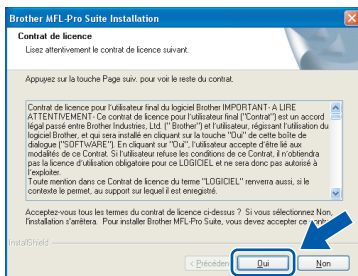 Brother MFL-Pro Suite Installation
Contrat de licence
Lisez attentivement le contrat de licence suivant.
Appuyez sur la touche Page suiv. pour voir le reste du contrat.
Contrat de licence pour l'utilisateur final du logiciel Brother IMPORTANT- A LIRE
ATTENTIVEMENT- Ce contrat de licence pour l'utilisateur final ("Contrat") est un accord
légal passé entre Brother Industries, Ltd. ("Brother") et l'utilisateur, régissant l'utilisation du
logiciel Brother, et qui sera installé en cliquant sur la touche "Oui" de cette boîte de
dialogue ("SOFTWARE"). En cliquant sur "Oui", l'utilisateur accepte d'être lié aux
modalités de ce Contrat. Si l'utilisateur refuse les conditions de ce Contrat, il n'obtiendra
pas la licence d'utilisation obligatoire pour ce LOGICIEL et ne sera donc pas autorisé à
l'exploiter.
Toute mention dans ce Contrat de licence du terme "LOGICIEL" renverra aussi, si le
contexte le permet, au support sur lequel il est enregistré.
Acceptez-vous tous les termes du contrat de licence ci-dessus ? Si vous sélectionnez Non,
l'installation s'arrêtera. Pour installer Brother MFL-Pro Suite, vous devez accepter ce
InstallShield
< Précéden
Oui
Non